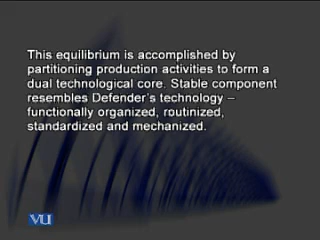 This equilibrium is accomplished by
partitioning production activities to form a
dual technological core. Stable component
resembles Defender's technology –
functionally organized, routinized,
standardized and mechanized.
VU